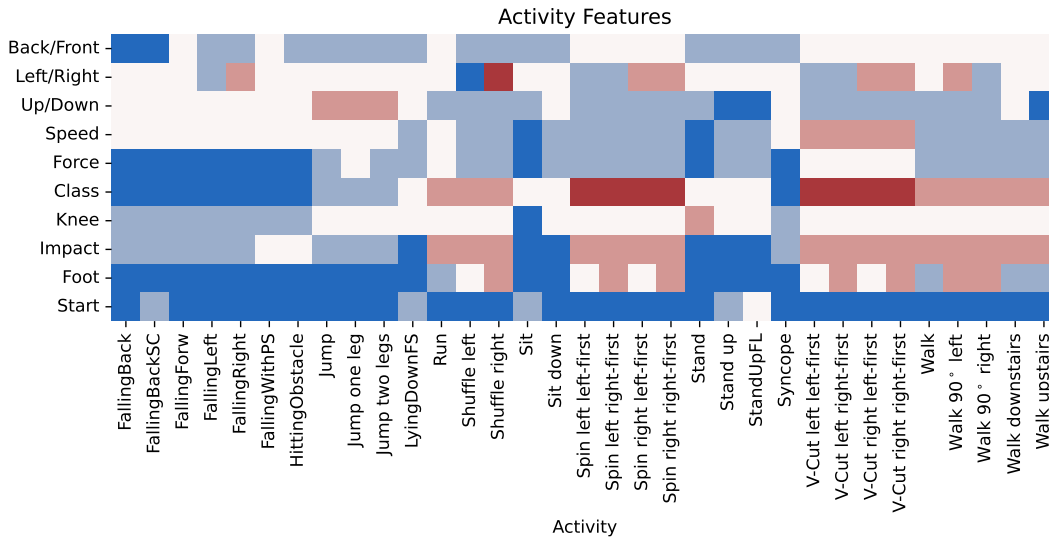 Activity Features
Back/Front
Left/Right
Up/Down
Speed
Force
Class
Knee
Impact
Foot
Start
FallingBack
FallingBackSC
FallingForw
FallingLeft
FallingRight
FallingWithPS
HittingObstacle
Jump
Jump one leg
Jump two legs
LyingDownFS
Run
Shuffle left
Shuffle right
Sit
Sit down
Spin left left-first
Spin left right-first
Spin right left-first
Spin right right-first
Stand
Stand up
StandUpFL
Syncope
V-Cut left left-first
V-Cut left right-first
V-Cut right left-first
V-Cut right right-first
Walk
Walk 90° left
Walk 90° right
Walk downstairs
Walk upstairs
Activity